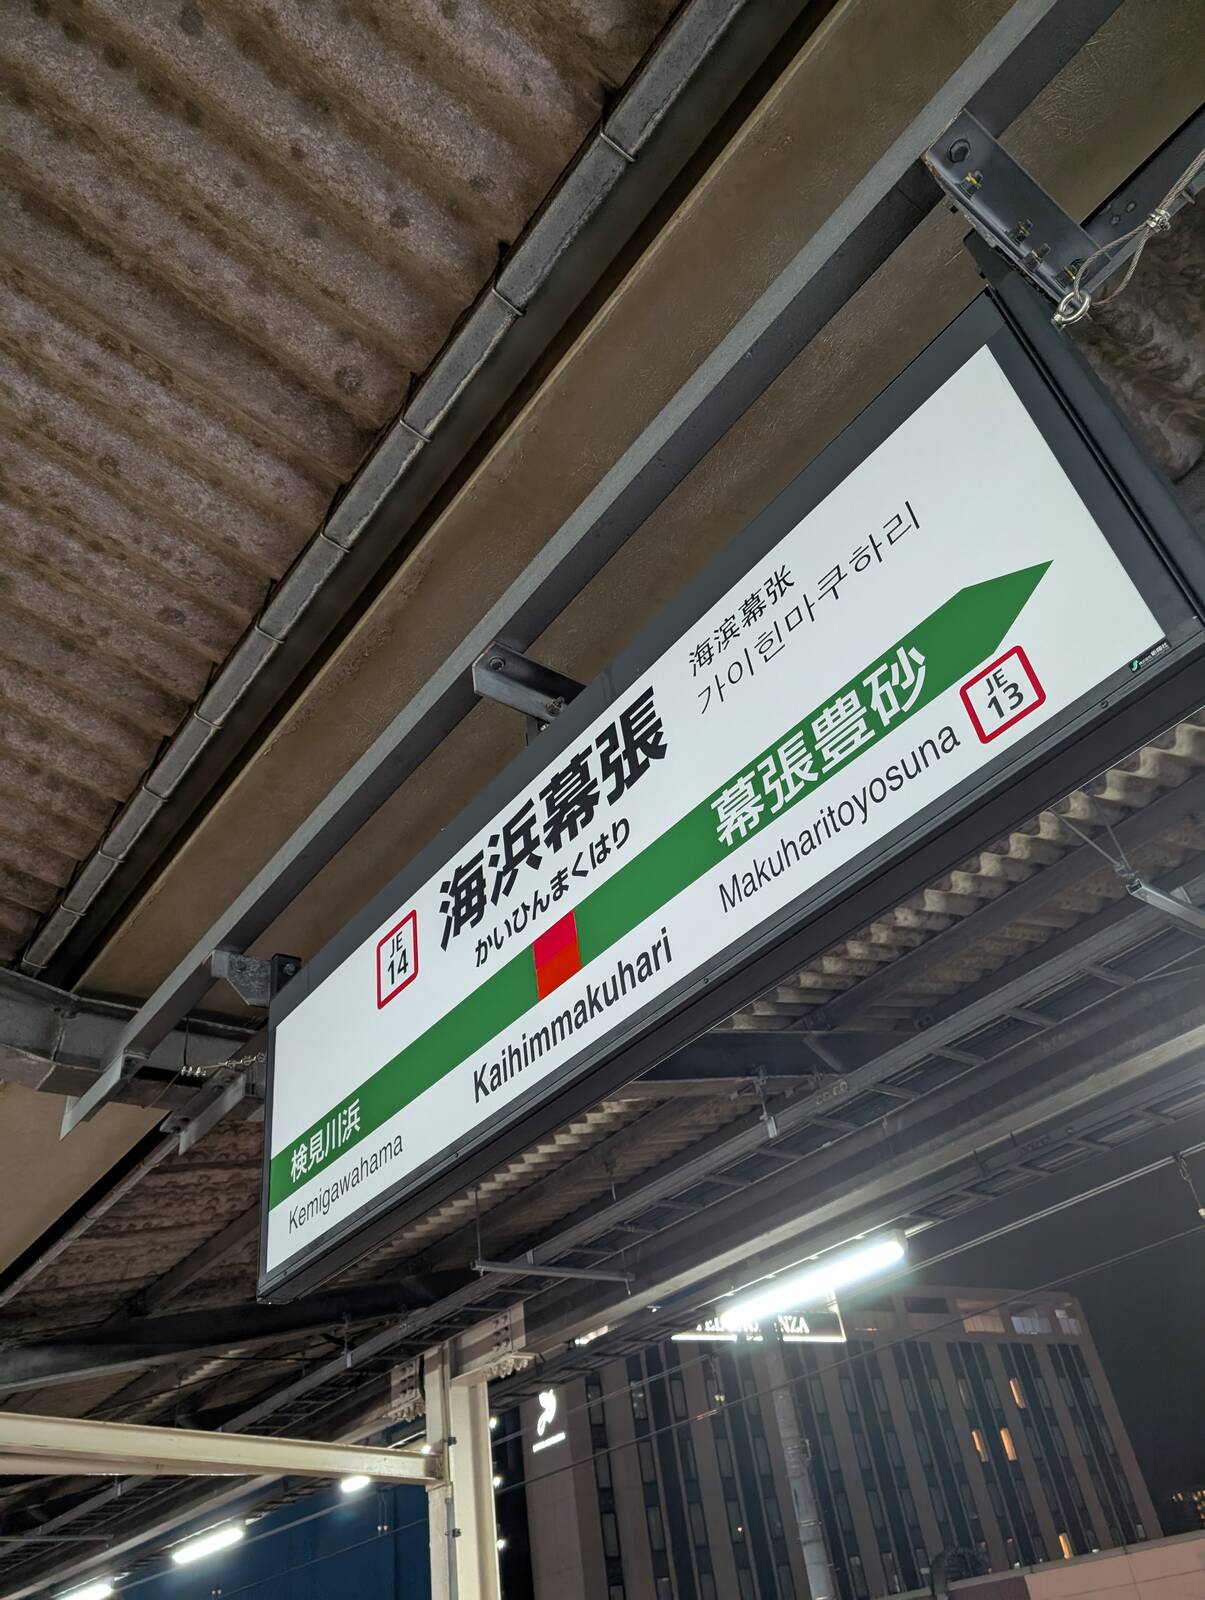 海滨幕张
가이힌마쿠하리
JE
14
海浜幕張
かいひんまくはり
Kaihimmakuhari
幕張豊砂
Makuharitoyosuna
JE
13
検見川浜
Kemigawahama